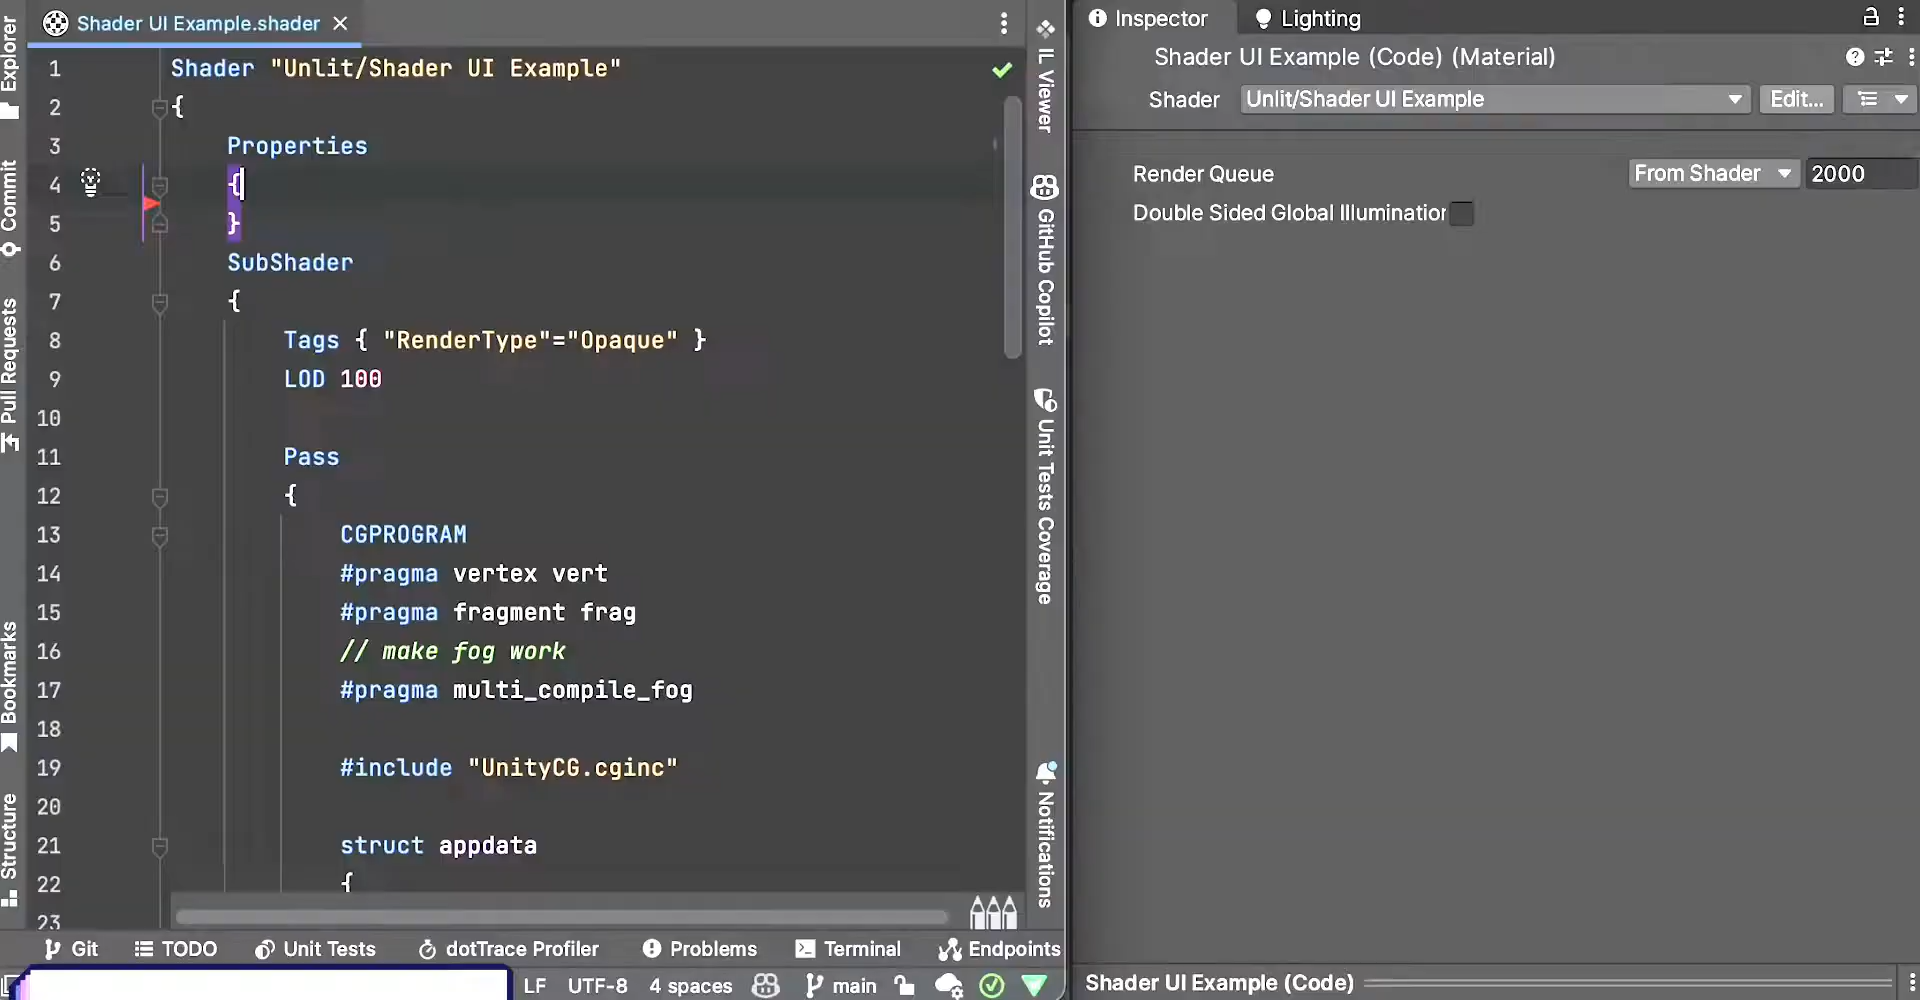 Shader UI Example.shader
Explorer
Commit
Pull Requests
Bookmarks
Structure
1 Shader "Unlit/Shader UI Example"
2 {
3 Properties
4 {
5 }
6 SubShader
7 {
8 Tags { "RenderType"="Opaque" }
9 LOD 100
10
11 Pass
12 {
13 CGPROGRAM
14 #pragma vertex vert
15 #pragma fragment frag
16 // make fog work
17 #pragma multi_compile_fog
18
19 #include "UnityCG.cginc"
20
21 struct appdata
22 {
23
IL Viewer
GitHub Copilot
Unit Tests Coverage
Notifications
Git TODO Unit Tests dotTrace Profiler Problems Terminal Endpoints
LF UTF-8 4 spaces main
Inspector Lighting
Shader UI Example (Code) (Material)
Shader Unlit/Shader UI Example Edit...
Render Queue From Shader 2000
Double Sided Global Illumination
Shader UI Example (Code)